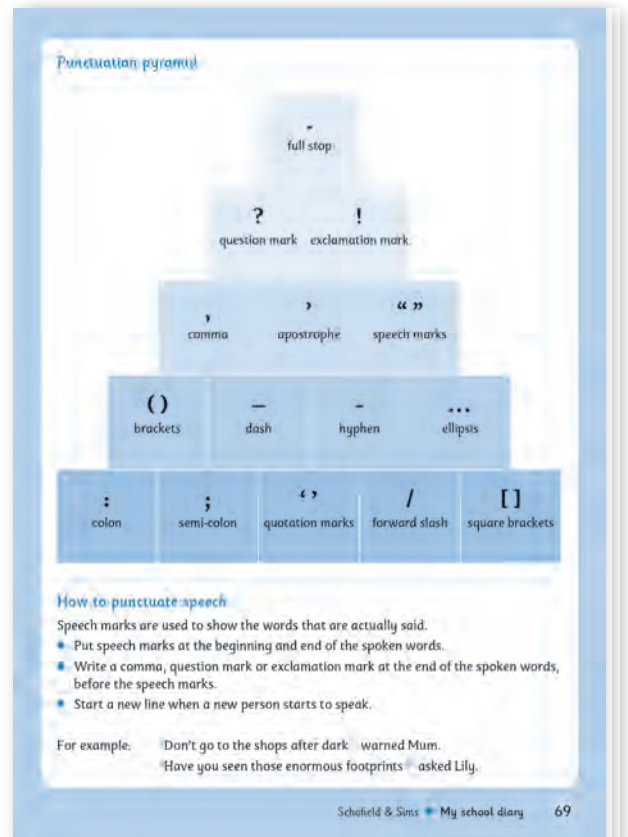 Punctuation pyramid
.
full stop
? !
question mark exclamation mark
, ’ “ ”
comma apostrophe speech marks
( ) – - ...
brackets dash hyphen ellipsis
: ; ‘ ’ / [ ]
colon semi-colon quotation marks forward slash square brackets
How to punctuate speech
Speech marks are used to show the words that are actually said.
• Put speech marks at the beginning and end of the spoken words.
• Write a comma, question mark or exclamation mark at the end of the spoken words,
before the speech marks.
• Start a new line when a new person starts to speak.
For example: Don’t go to the shops after dark warned Mum.
Have you seen those enormous footprints asked Lily.
Schofield & Sims • My school diary 69